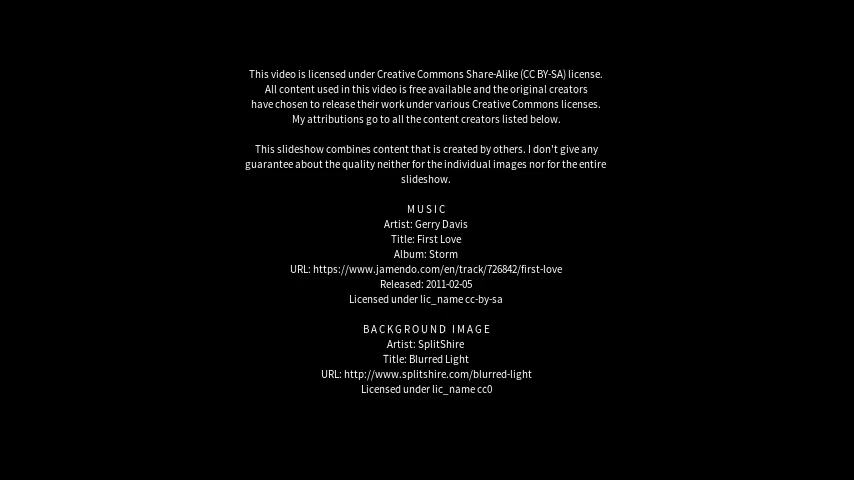 This video is licensed under Creative Commons Share-Alike (CC BY-SA) license.
All content used in this video is free available and the original creators
have chosen to release their work under various Creative Commons licenses.
My attributions go to all the content creators listed below.
This slideshow combines content that is created by others. I don't give any
guarantee about the quality neither for the individual images nor for the entire
slideshow.
MUSIC
Artist: Gerry Davis
Title: First Love
Album: Storm
URL: https://www.jamendo.com/en/track/726842/first-love
Released: 2011-02-05
Licensed under lic_name cc-by-sa
BACKGROUND IMAGE
Artist: SplitShire
Title: Blurred Light
URL: http://www.splitshire.com/blurred-light
Licensed under lic_name cc0